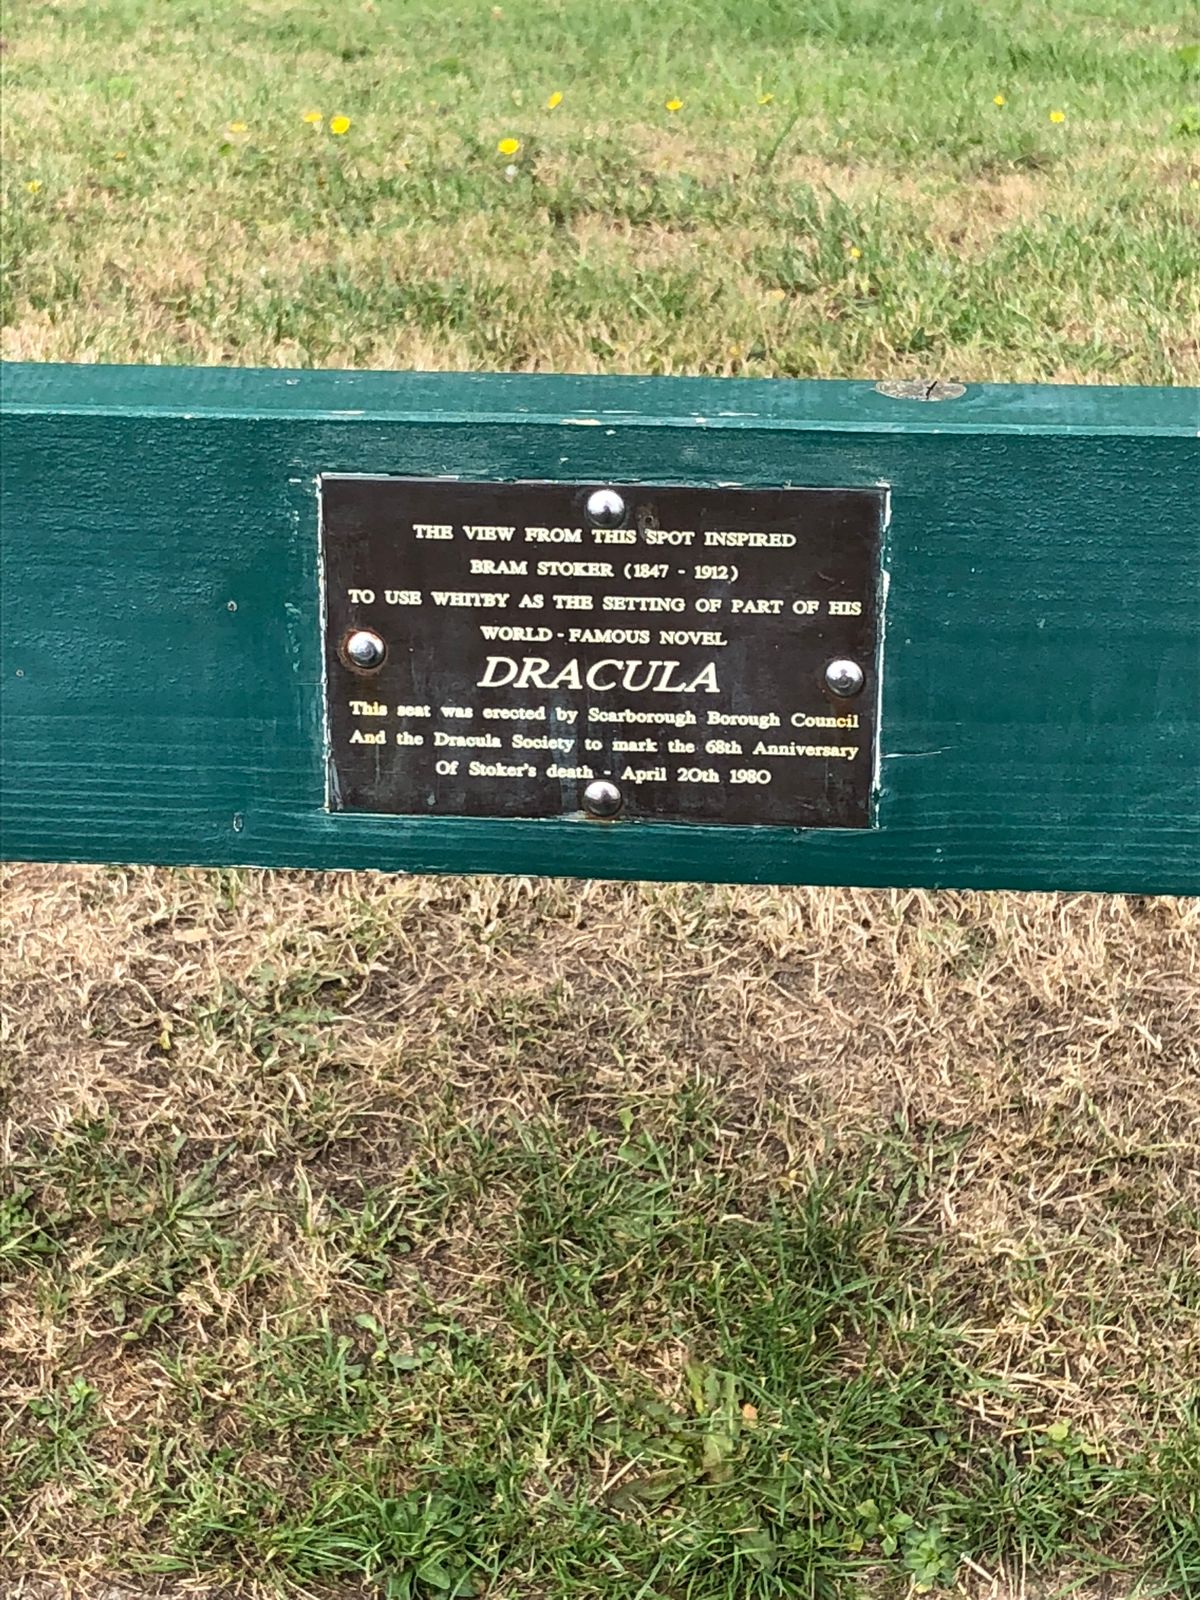 THE VIEW FROM THIS SPOT INSPIRED
BRAM STOKER (1847 - 1912)
TO USE WHITBY AS THE SETTING OF PART OF HIS
WORLD - FAMOUS NOVEL
DRACULA
This seat was erected by Scarborough Borough Council
And the Dracula Society to mark the 68th Anniversary
Of Stoker's death - April 20th 1980